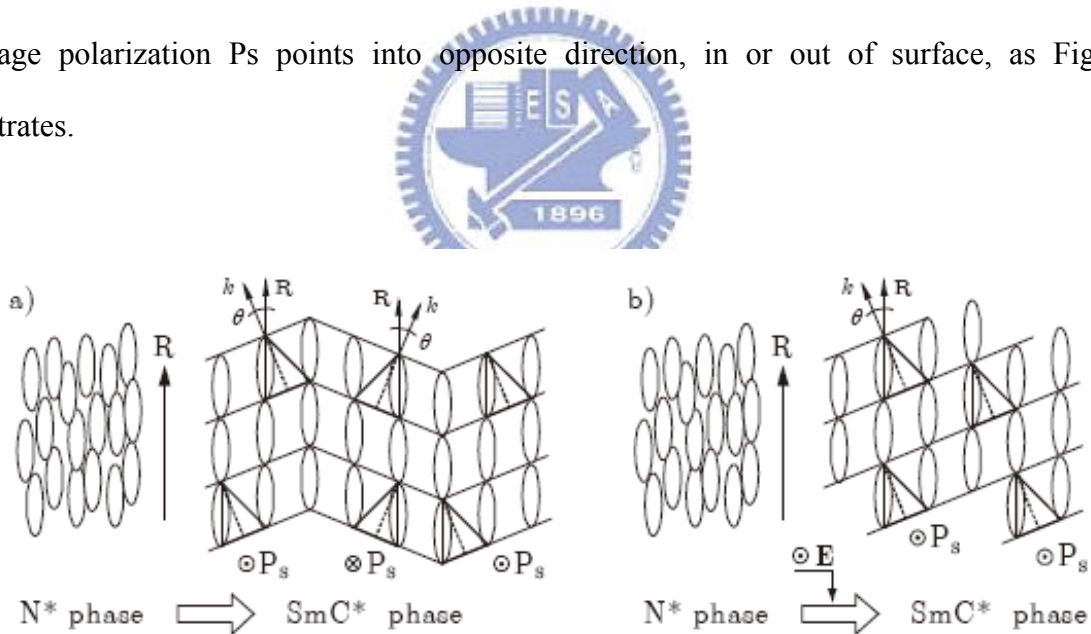 age polarization Ps points into opposite direction, in or out of surface, as Fig
trates.
E S A
1896
a)
k R
θ
R k
θ
R
⊙Ps ⊗Ps ⊙Ps
N* phase SmC* phase
b)
k R
θ
R
⊙E
⊙Ps
⊙Ps
N* phase SmC* phase